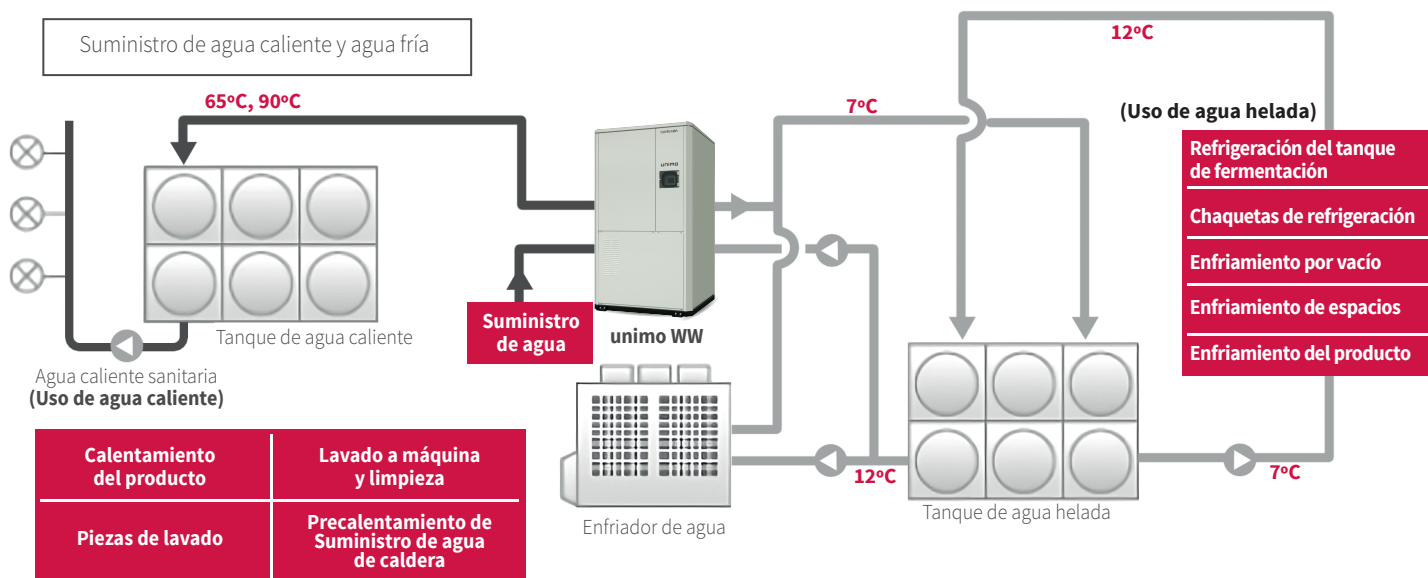 Suministro de agua caliente y agua fría
65ºC, 90ºC
7ºC
12ºC
(Uso de agua helada)
Refrigeración del tanque
de fermentación
Chaquetas de refrigeración
Enfriamiento por vacío
Enfriamiento de espacios
Enfriamiento del producto
unimo
Suministro
de agua
unimo WW
Tanque de agua caliente
Agua caliente sanitaria
(Uso de agua caliente)
Calentamiento
del producto
Lavado a máquina
y limpieza
Piezas de lavado
Precalentamiento de
Suministro de agua
de caldera
Enfriador de agua
12ºC
Tanque de agua helada
7ºC